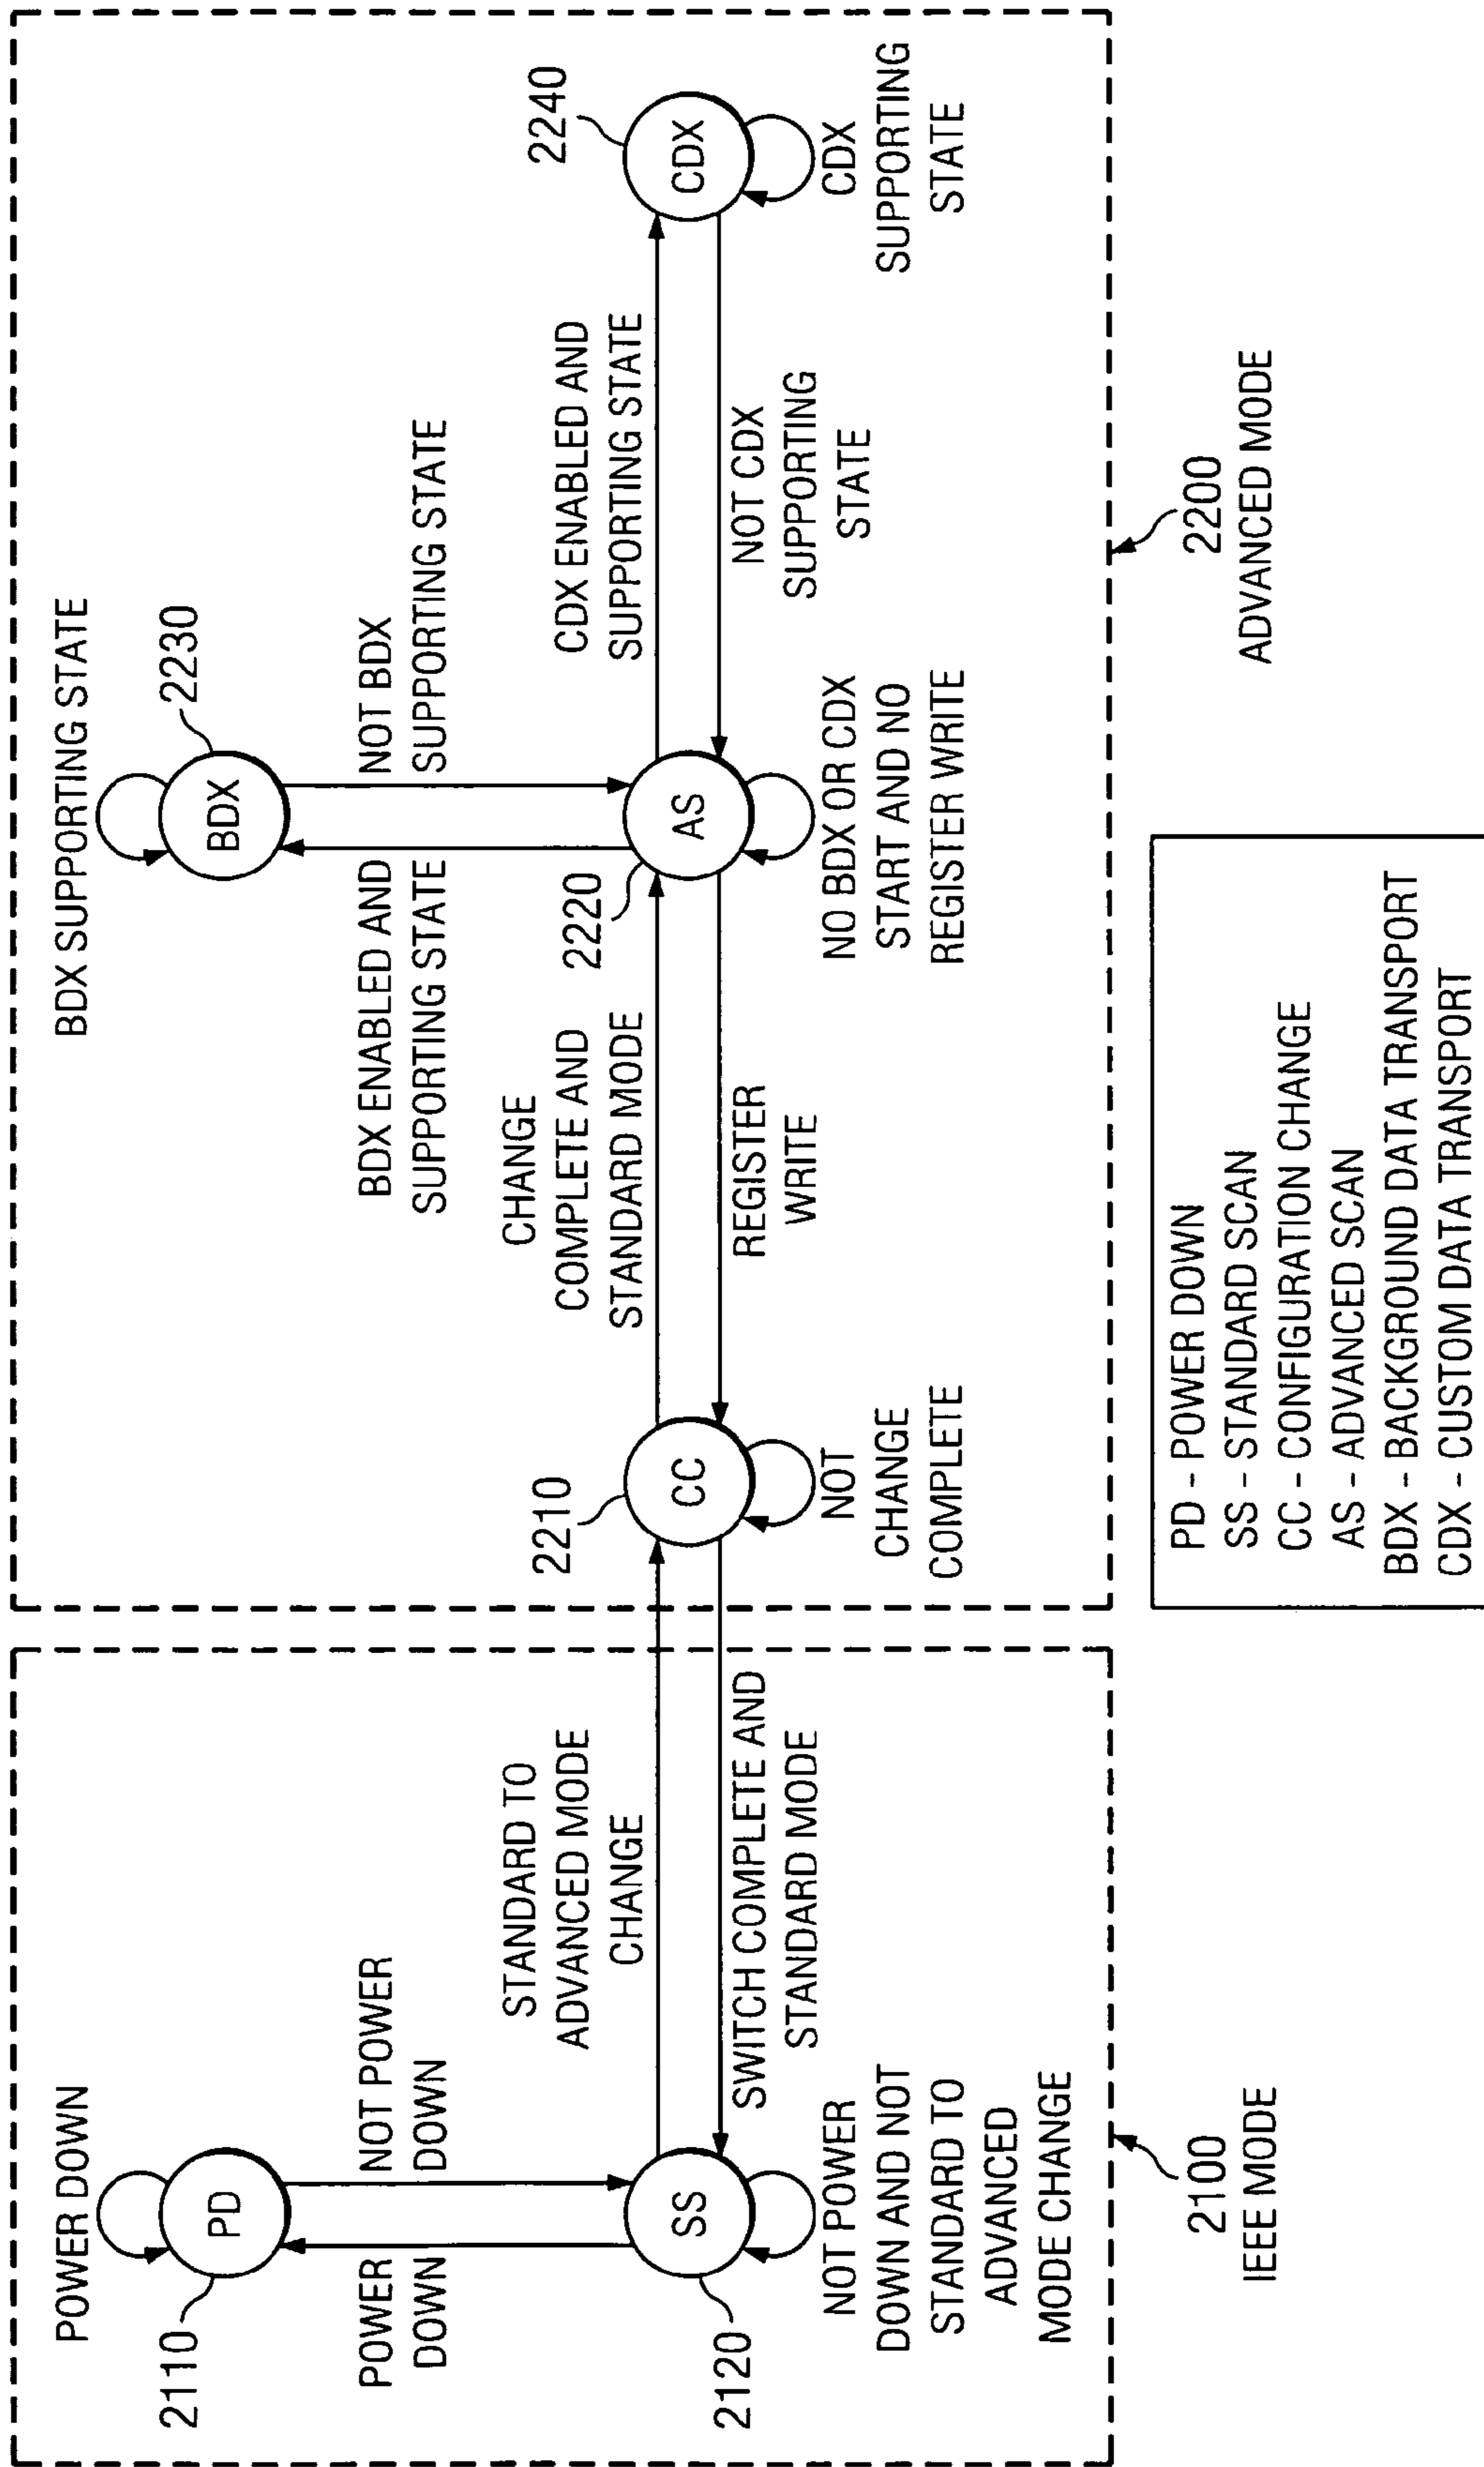 POWER DOWN
2110
PD
POWER
DOWN
NOT POWER
DOWN
2120
SS
NOT POWER
DOWN AND NOT
STANDARD TO
ADVANCED
MODE CHANGE
STANDARD TO
ADVANCED MODE
CHANGE
SWITCH COMPLETE AND
STANDARD MODE
2100
IEEE MODE
2210
CC
NOT
CHANGE
COMPLETE
CHANGE
COMPLETE AND
STANDARD MODE
REGISTER
WRITE
BDX SUPPORTING STATE
2230
BDX
BDX ENABLED AND
SUPPORTING STATE
NOT BDX
SUPPORTING STATE
2220
AS
NO BDX OR CDX
START AND NO
REGISTER WRITE
CDX ENABLED AND
SUPPORTING STATE
NOT CDX
SUPPORTING
STATE
2240
CDX
CDX
SUPPORTING
STATE
2200
ADVANCED MODE
PD - POWER DOWN
SS - STANDARD SCAN
CC - CONFIGURATION CHANGE
AS - ADVANCED SCAN
BDX - BACKGROUND DATA TRANSPORT
CDX - CUSTOM DATA TRANSPORT